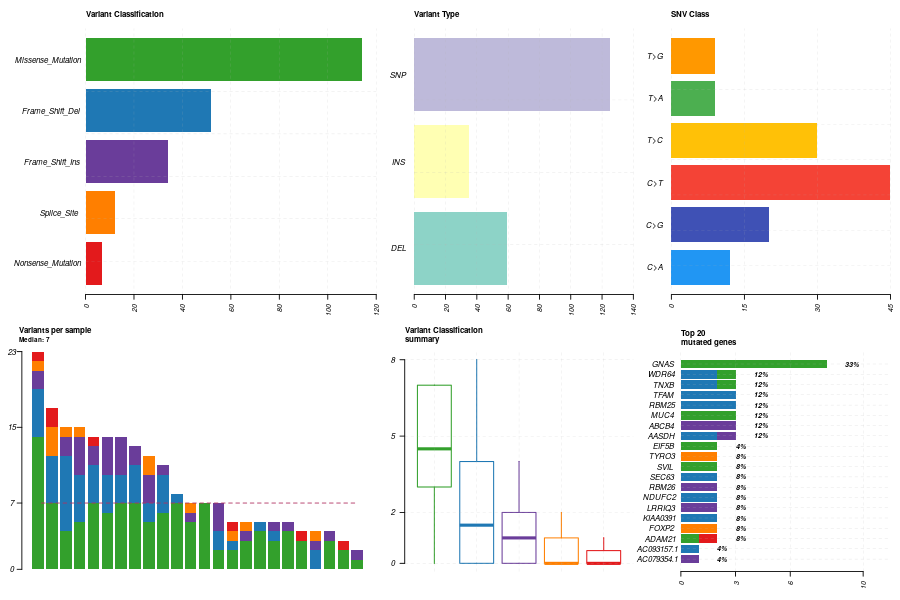 Variant Classification
Missense_Mutation
Frame_Shift_Del
Frame_Shift_Ins
Splice_Site
Nonsense_Mutation
0 20 40 60 80 100 120
Variant Type
SNP
INS
DEL
0 20 40 60 80 100 120 140
SNV Class
T>G
T>A
T>C
C>T
C>G
C>A
0 15 30 45
Variants per sample
Median: 7
23
15
7
0
Variant Classification
summary
8
5
2
0
Top 20
mutated genes
GNAS 33%
WDR64 12%
TNXB 12%
TFAM 12%
RBM25 12%
MUC4 12%
ABCB4 12%
AASDH 12%
EIF5B 4%
TYRO3 8%
SVIL 8%
SEC63 8%
RBM26 8%
NDUFC2 8%
LRRIQ3 8%
KIAA0391 8%
FOXP2 8%
ADAM21 8%
AC093157.1 4%
AC079354.1 4%
0 3 6 10